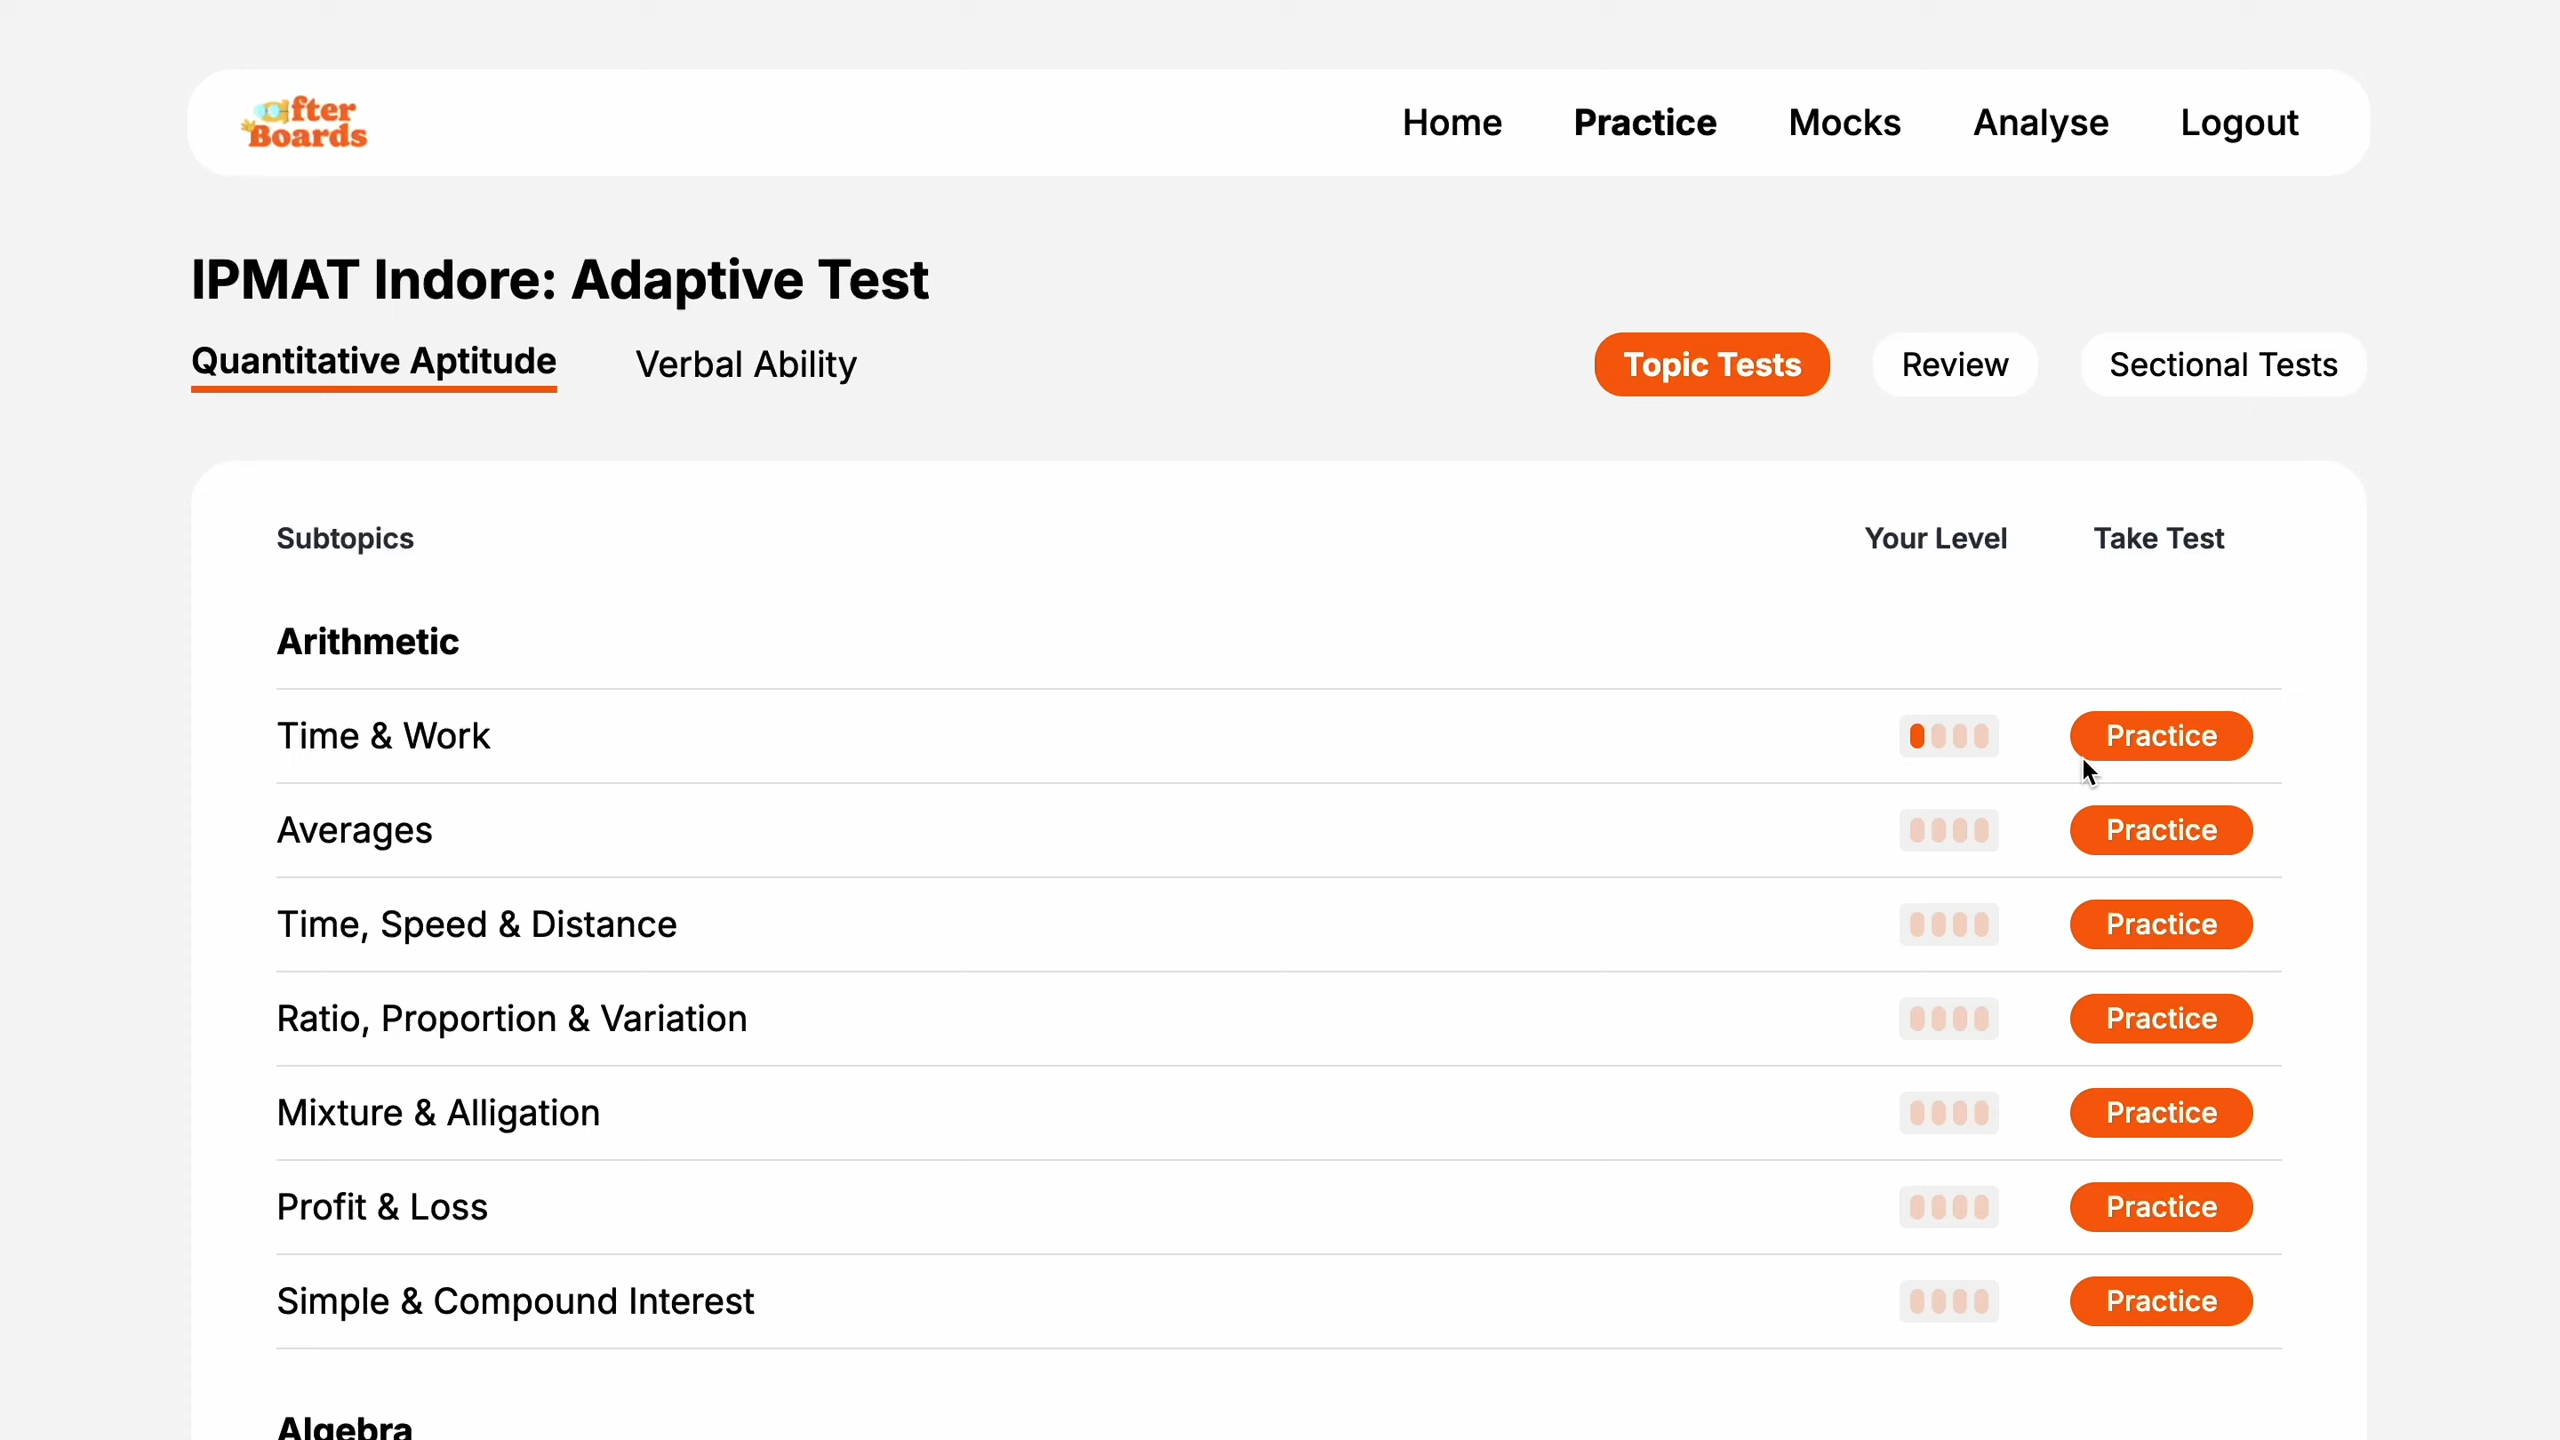 after
Boards
Home Practice Mocks Analyse Logout
IPMAT Indore: Adaptive Test
Quantitative Aptitude Verbal Ability Topic Tests Review Sectional Tests
Subtopics Your Level Take Test
Arithmetic
Time & Work Practice
Averages Practice
Time, Speed & Distance Practice
Ratio, Proportion & Variation Practice
Mixture & Alligation Practice
Profit & Loss Practice
Simple & Compound Interest Practice
Algebra